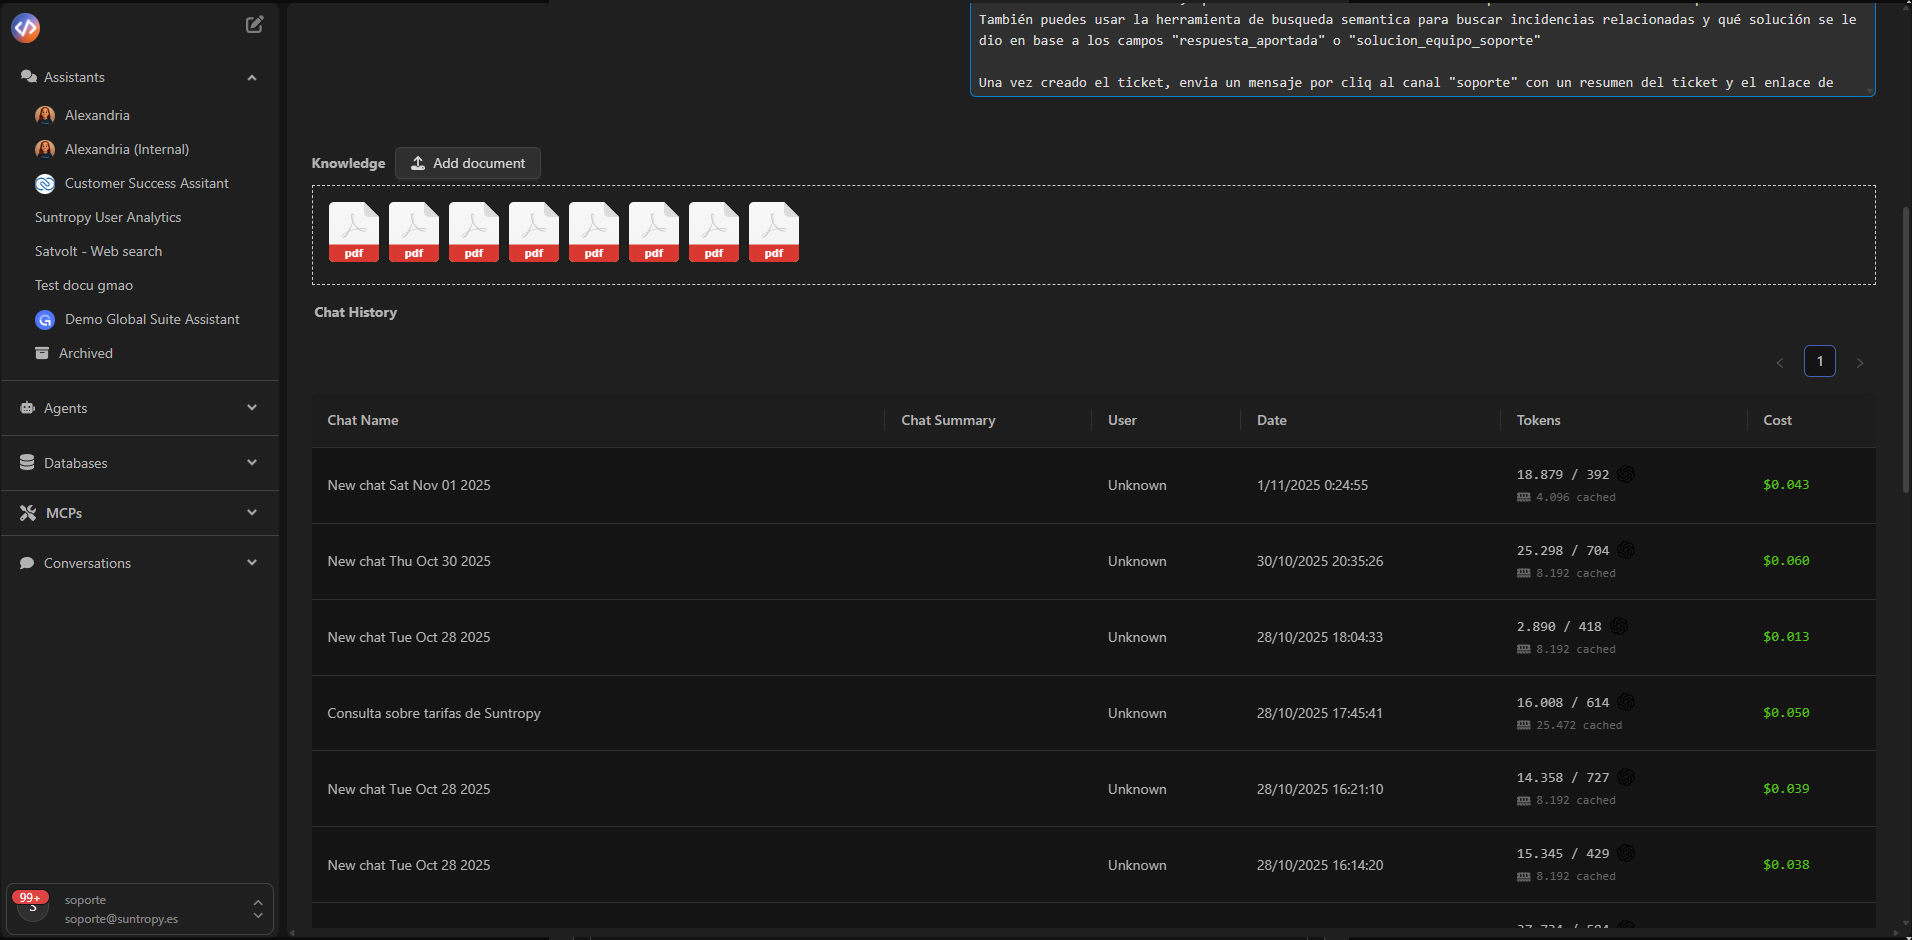 También puedes usar la herramienta de busqueda semantica para buscar incidencias relacionadas y qué solución se le
dio en base a los campos "respuesta_aportada" o "solucion_equipo_soporte"
Una vez creado el ticket, envia un mensaje por cliq al canal "soporte" con un resumen del ticket y el enlace de
Assistants
Alexandria
Alexandria (Internal)
Customer Success Assitant
Suntropy User Analytics
Satvolt - Web search
Test docu gmao
Demo Global Suite Assistant
Archived
Agents
Databases
MCPs
Conversations
99+
S
soporte
soporte@suntropy.es
Knowledge
Add document
pdf pdf pdf pdf pdf pdf pdf pdf
Chat History
1
Chat Name Chat Summary User Date Tokens Cost
New chat Sat Nov 01 2025 Unknown 1/11/2025 0:24:55 18.879 / 392 $0.043
4.096 cached
New chat Thu Oct 30 2025 Unknown 30/10/2025 20:35:26 25.298 / 704 $0.060
8.192 cached
New chat Tue Oct 28 2025 Unknown 28/10/2025 18:04:33 2.890 / 418 $0.013
8.192 cached
Consulta sobre tarifas de Suntropy Unknown 28/10/2025 17:45:41 16.008 / 614 $0.050
25.472 cached
New chat Tue Oct 28 2025 Unknown 28/10/2025 16:21:10 14.358 / 727 $0.039
8.192 cached
New chat Tue Oct 28 2025 Unknown 28/10/2025 16:14:20 15.345 / 429 $0.038
8.192 cached